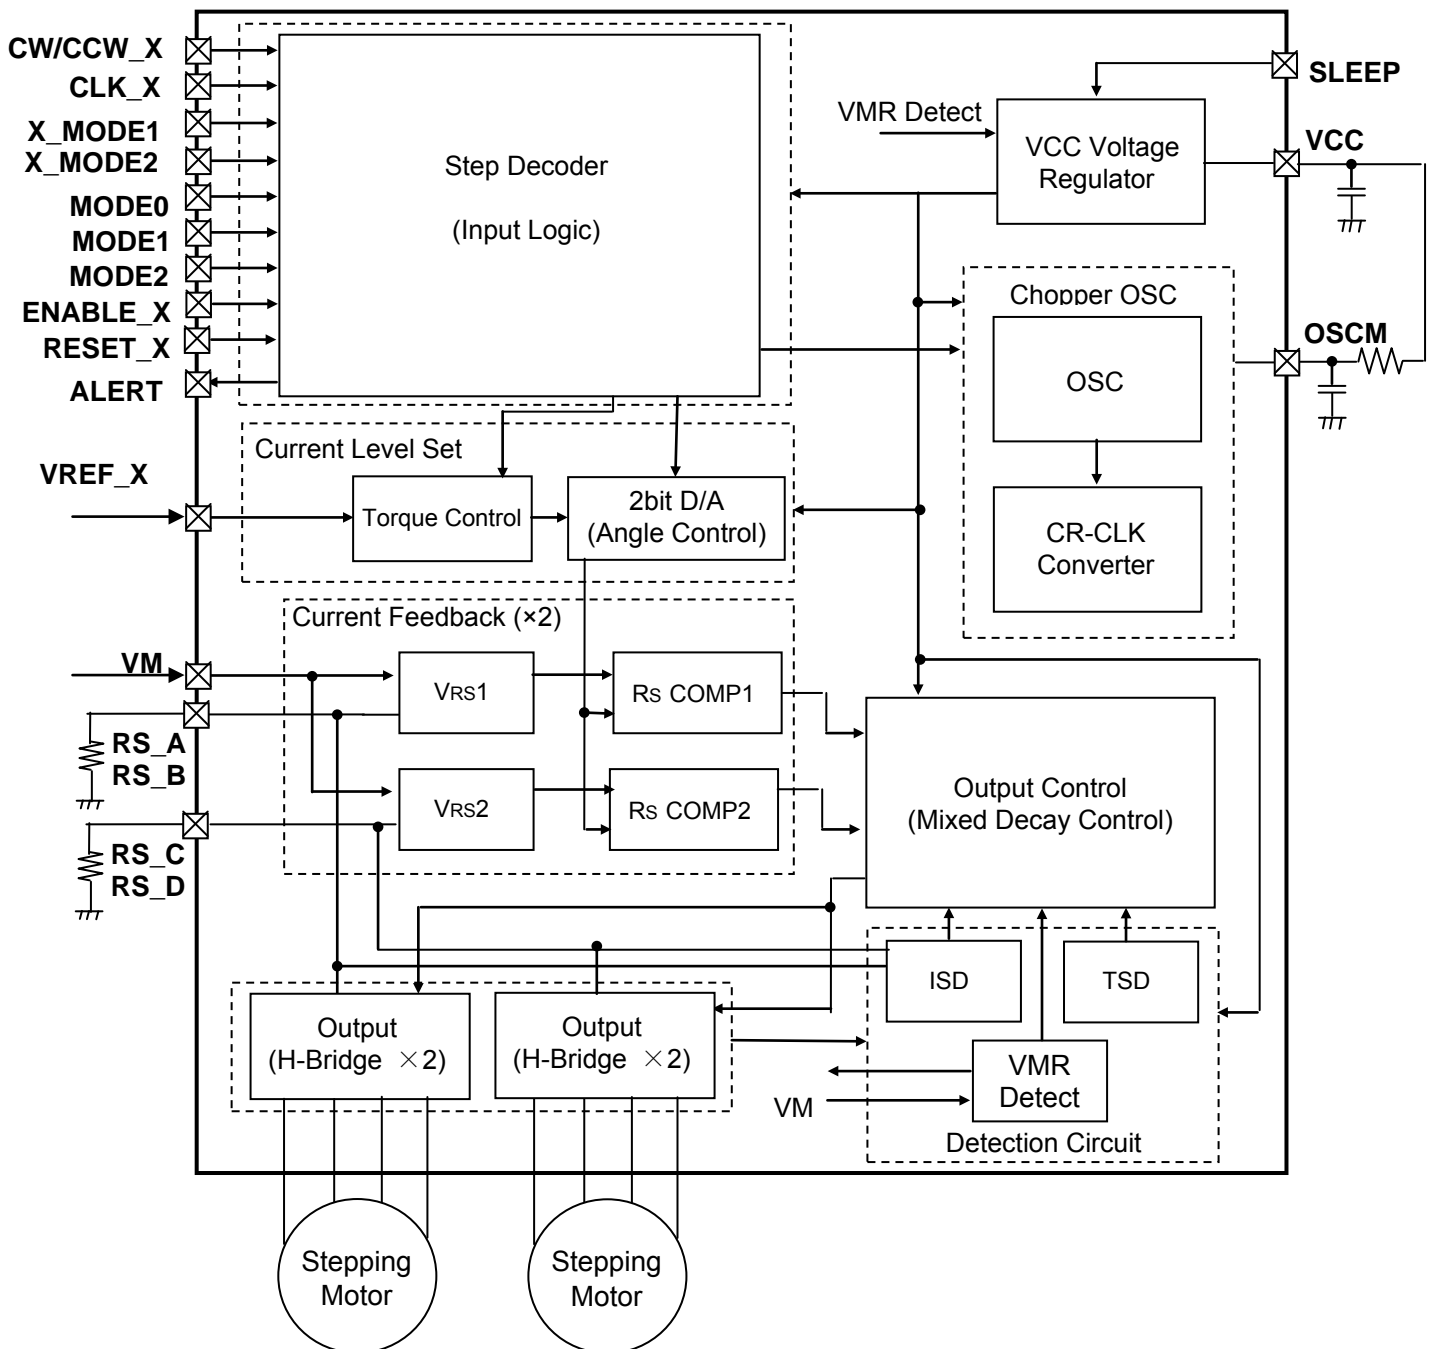 CW/CCW_X
CLK_X
X_MODE1
X_MODE2
MODE0
MODE1
MODE2
ENABLE_X
RESET_X
ALERT
Step Decoder
(Input Logic)
VMR Detect
VCC Voltage
Regulator
SLEEP
VCC
Chopper OSC
OSC
CR-CLK
Converter
OSCM
VREF_X
Current Level Set
Torque Control
2bit D/A
(Angle Control)
Current Feedback (×2)
VM
VRS1
RS COMP1
RS_A
RS_B
VRS2
RS COMP2
RS_C
RS_D
Output Control
(Mixed Decay Control)
ISD
TSD
VMR
Detect
VM
Detection Circuit
Output
(H-Bridge ×2)
Output
(H-Bridge ×2)
Stepping
Motor
Stepping
Motor